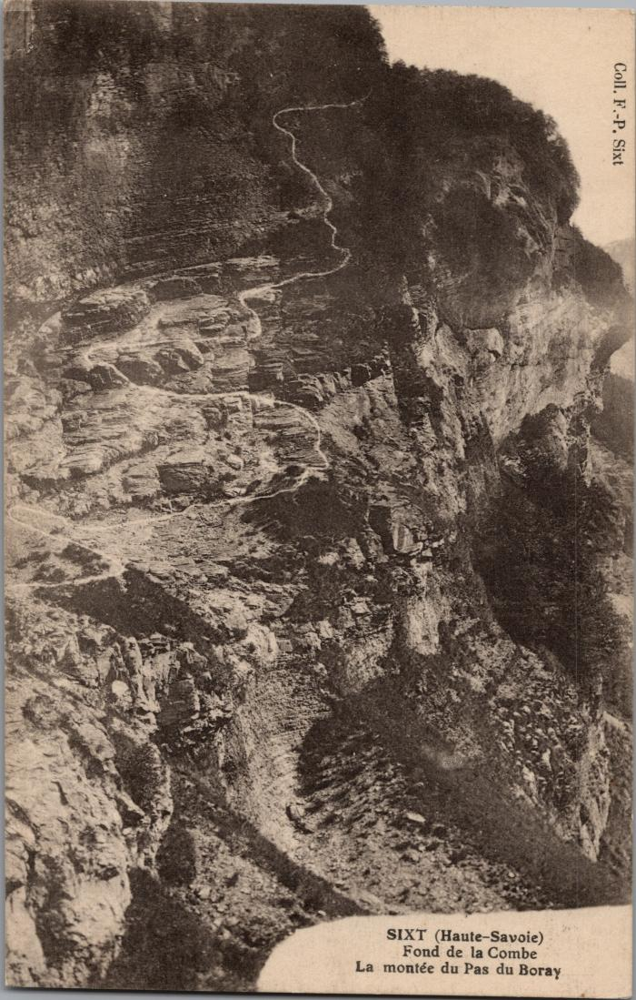 Coll. F.-P. Sixt
SIXT (Haute-Savoie)
Fond de la Combe
La montée du Pas du Boray